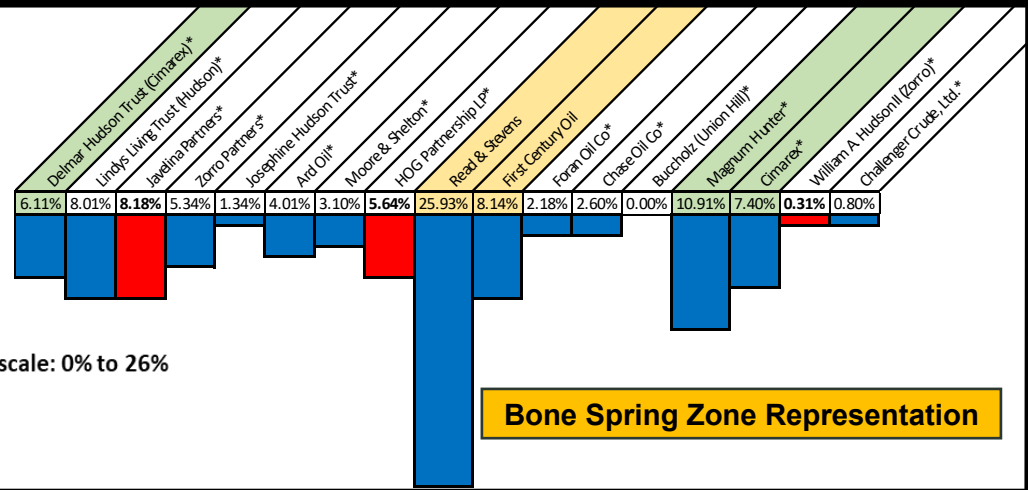 Delmar Hudson Trust (Cimarex)*
Lindys Living Trust (Hudson)*
Javelina Partners*
Zorro Partners*
Josephine Hudson Trust*
Ard Oil*
Moore & Shelton*
HOG Partnership LP*
Read & Stevens
First Century Oil
Foran Oil Co*
Chase Oil Co*
Buccholz (Union Hill)*
Magnum Hunter*
Cimarex*
William A Hudson II (Zorro)*
Challenger Crude, Ltd.*
6.11% 8.01% 8.18% 5.34% 1.34% 4.01% 3.10% 5.64% 25.93% 8.14% 2.18% 2.60% 0.00% 10.91% 7.40% 0.31% 0.80%
scale: 0% to 26%
Bone Spring Zone Representation